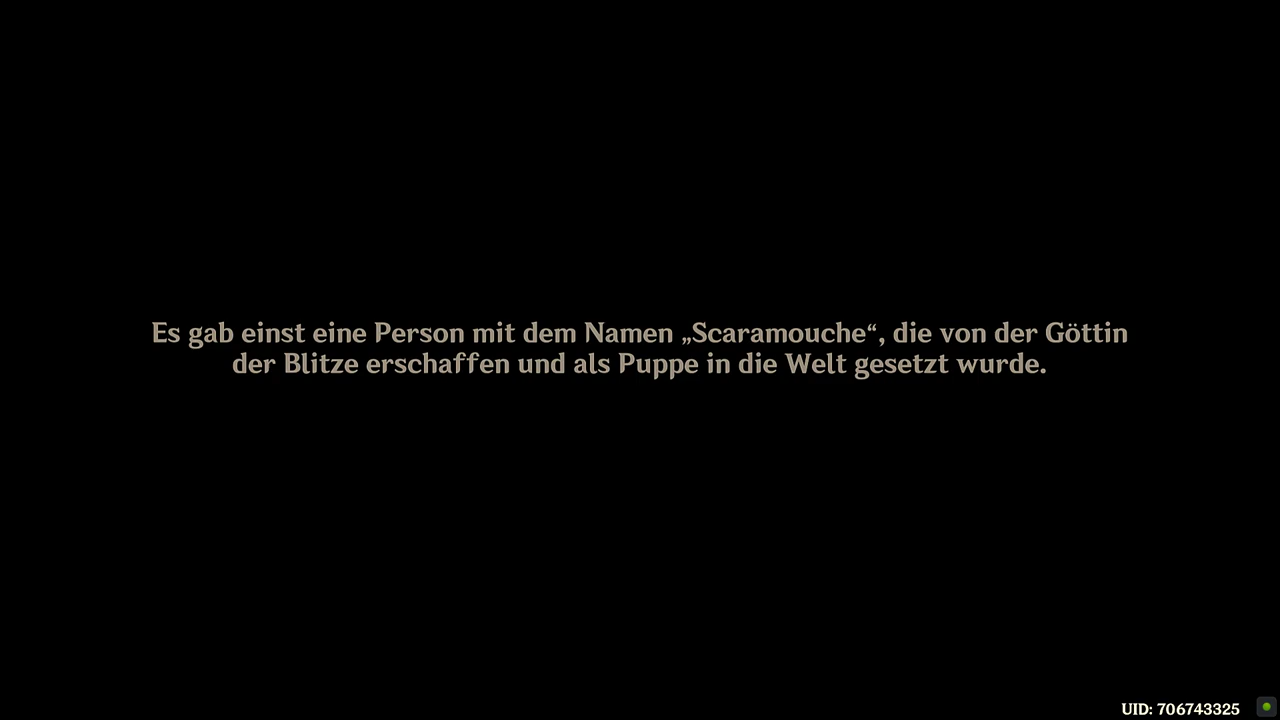 Es gab einst eine Person mit dem Namen „Scaramouche“, die von der Göttin
der Blitze erschaffen und als Puppe in die Welt gesetzt wurde.
UID: 706743325